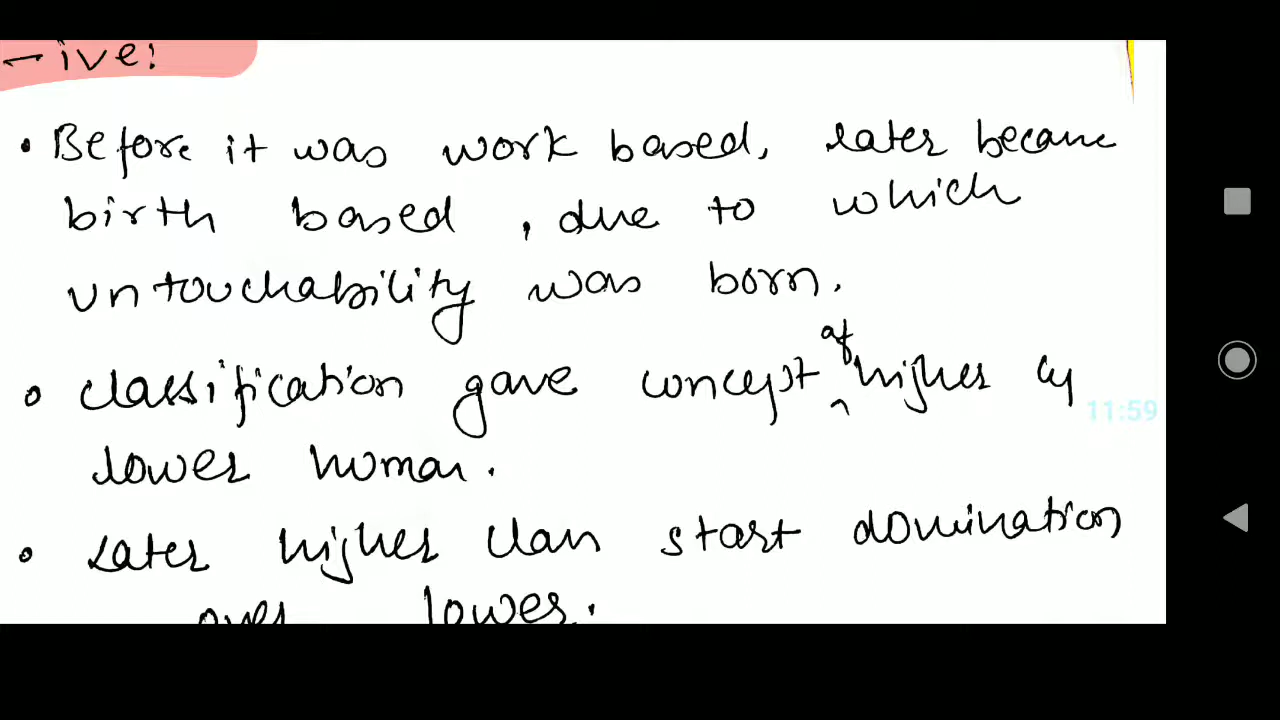 -ive:
• Before it was work based, later became
birth based, due to which
untouchability was born.
• classification gave concept of higher &
11:59
lower human.
• Later higher clan start domination
over lower.